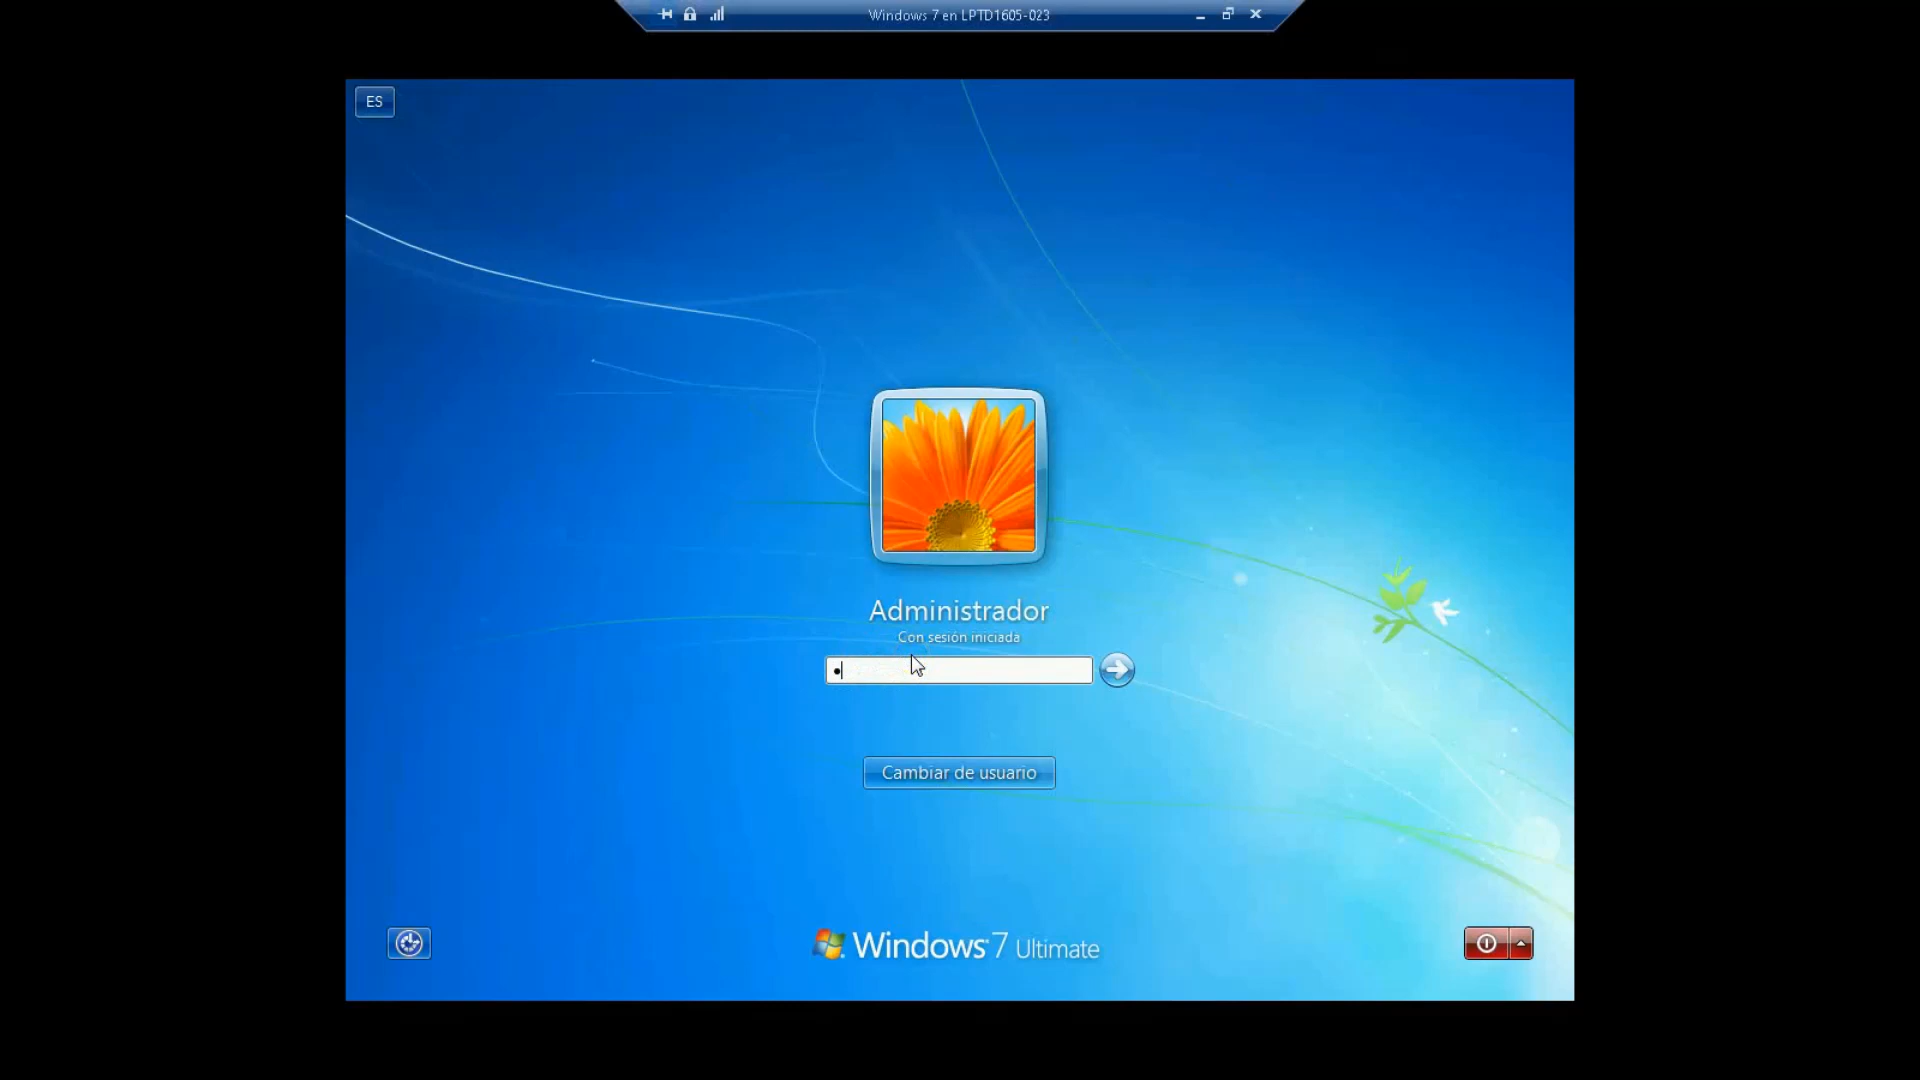 Windows 7 en LPTD1605-023
ES
Administrador
Con sesión iniciada
Cambiar de usuario
Windows 7 Ultimate